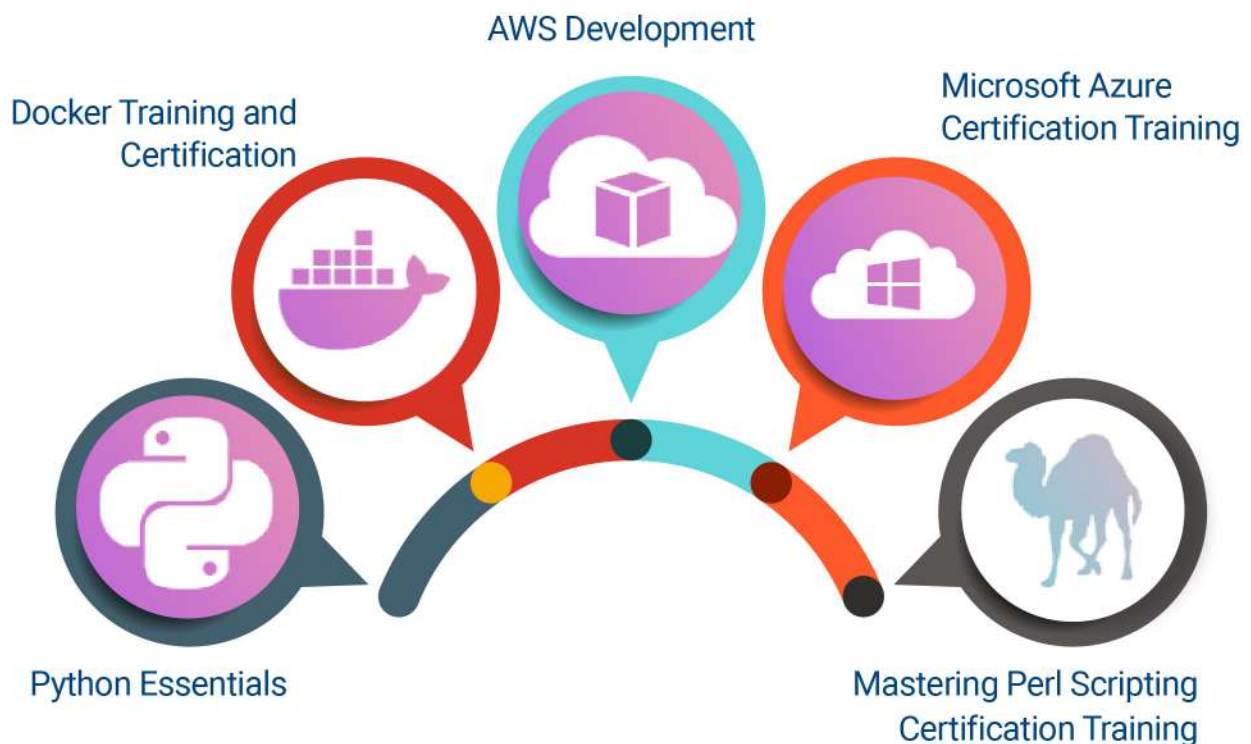 AWS Development
Docker Training and
Certification
Microsoft Azure
Certification Training
Python Essentials
Mastering Perl Scripting
Certification Training